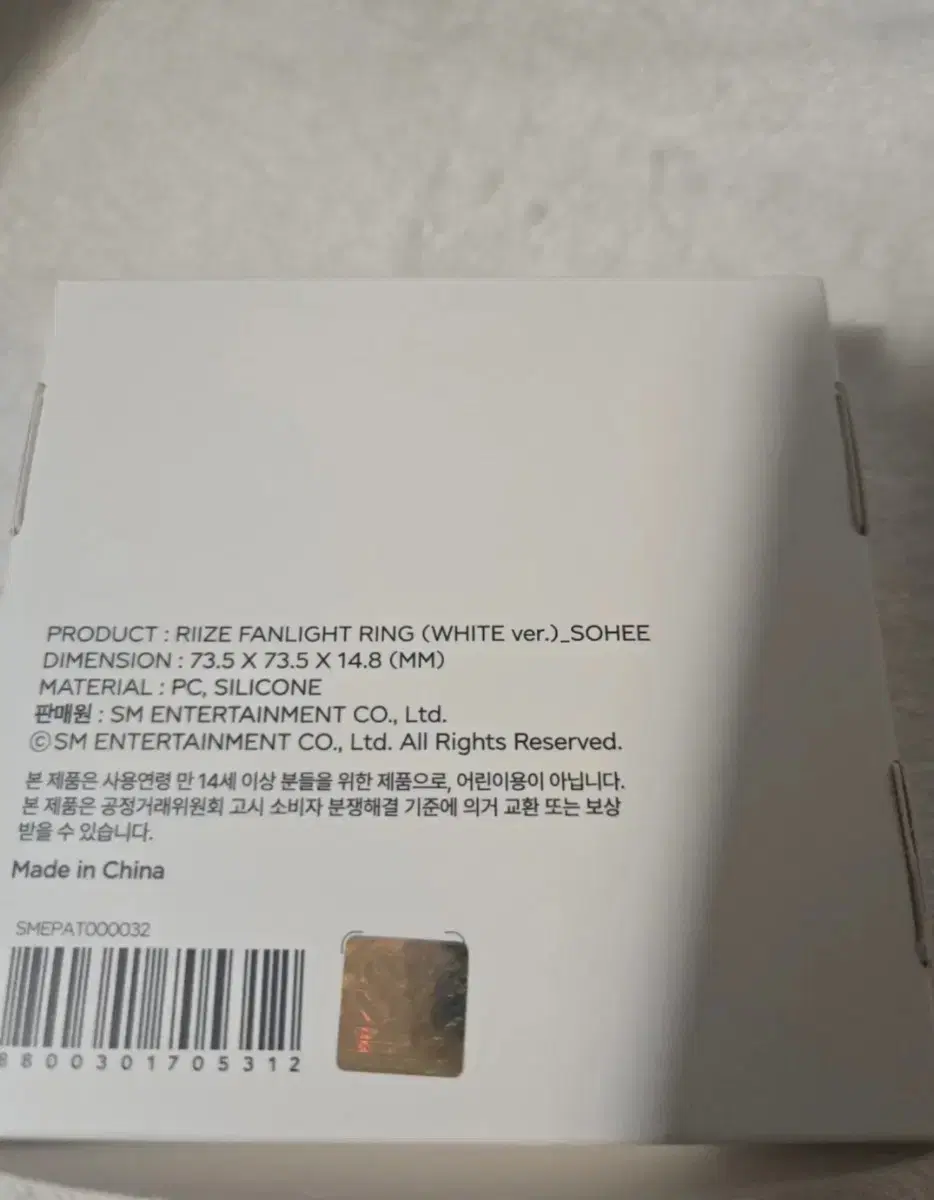 PRODUCT : RIIZE FANLIGHT RING (WHITE ver.)_SOHEE
DIMENSION : 73.5 X 73.5 X 14.8 (MM)
MATERIAL : PC, SILICONE
판매원 : SM ENTERTAINMENT CO., Ltd.
ⓒSM ENTERTAINMENT CO., Ltd. All Rights Reserved.
본 제품은 사용연령 만 14세 이상 분들을 위한 제품으로, 어린이용이 아닙니다.
본 제품은 공정거래위원회 고시 소비자 분쟁해결 기준에 의거 교환 또는 보상
받을 수 있습니다.
Made in China
SMEPAT000032
8800301705312